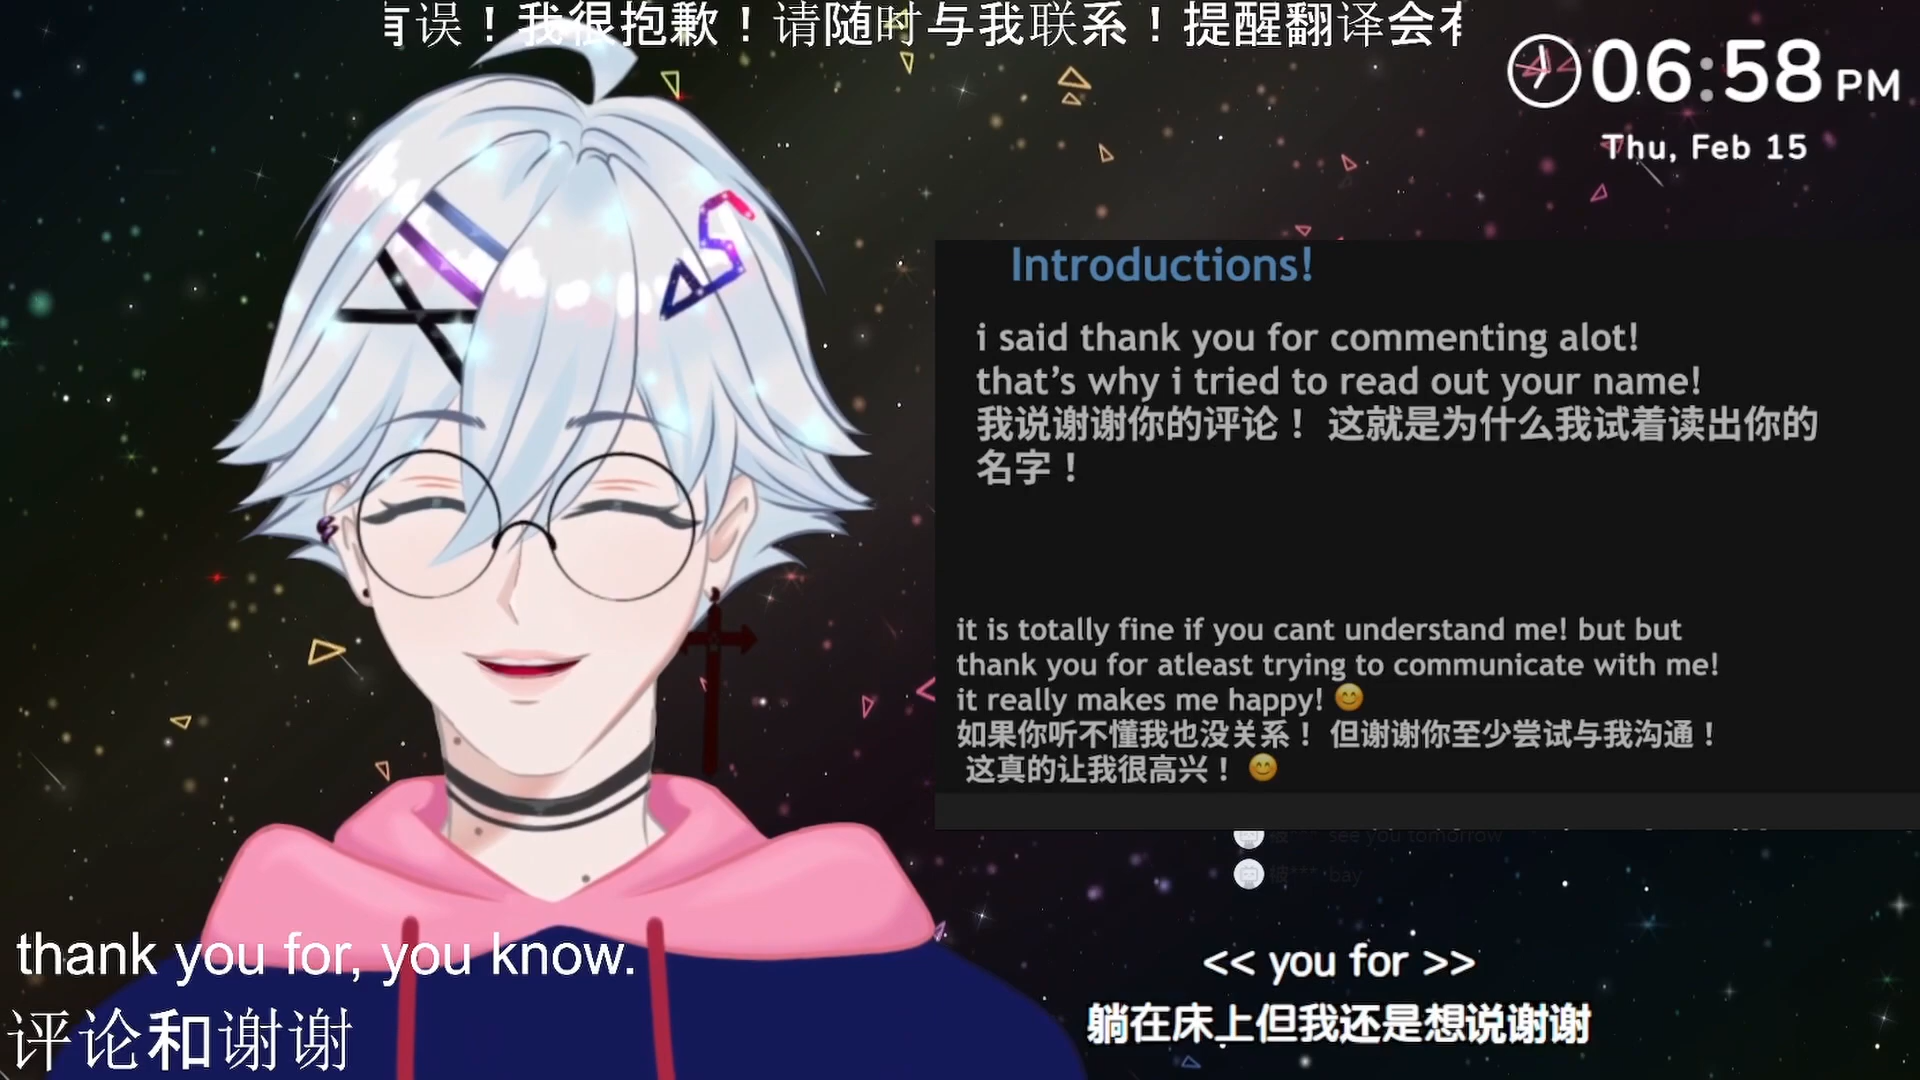 有误！我很抱歉！请随时与我联系！提醒翻译会有
06:58 PM
Thu, Feb 15
Introductions!
i said thank you for commenting alot!
that's why i tried to read out your name!
我说谢谢你的评论！ 这就是为什么我试着读出你的
名字！
it is totally fine if you cant understand me! but but
thank you for atleast trying to communicate with me!
it really makes me happy! 😊
如果你听不懂我也没关系！ 但谢谢你至少尝试与我沟通！
这真的让我很高兴！ 😊
*** see you tomorrow
*** bay
thank you for, you know.
评论和谢谢
<< you for >>
躺在床上但我还是想说谢谢